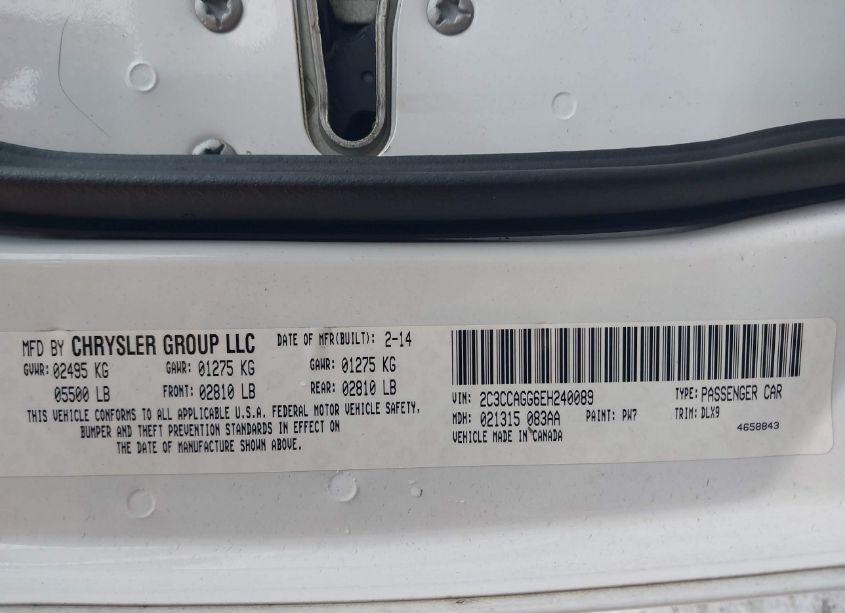 MFD BY CHRYSLER GROUP LLC DATE OF MFR(BUILT): 2-14
GVWR: 02495 KG GAWR: 01275 KG GAWR: 01275 KG
05500 LB FRONT: 02810 LB REAR: 02810 LB
THIS VEHICLE CONFORMS TO ALL APPLICABLE U.S.A. FEDERAL MOTOR VEHICLE SAFETY,
BUMPER AND THEFT PREVENTION STANDARDS IN EFFECT ON
THE DATE OF MANUFACTURE SHOWN ABOVE.
VIN: 2C3CCAGG6EH240089 TYPE: PASSENGER CAR
MDH: 021315 083AA PAINT: PW7 TRIM: DLX9
VEHICLE MADE IN CANADA 4658843